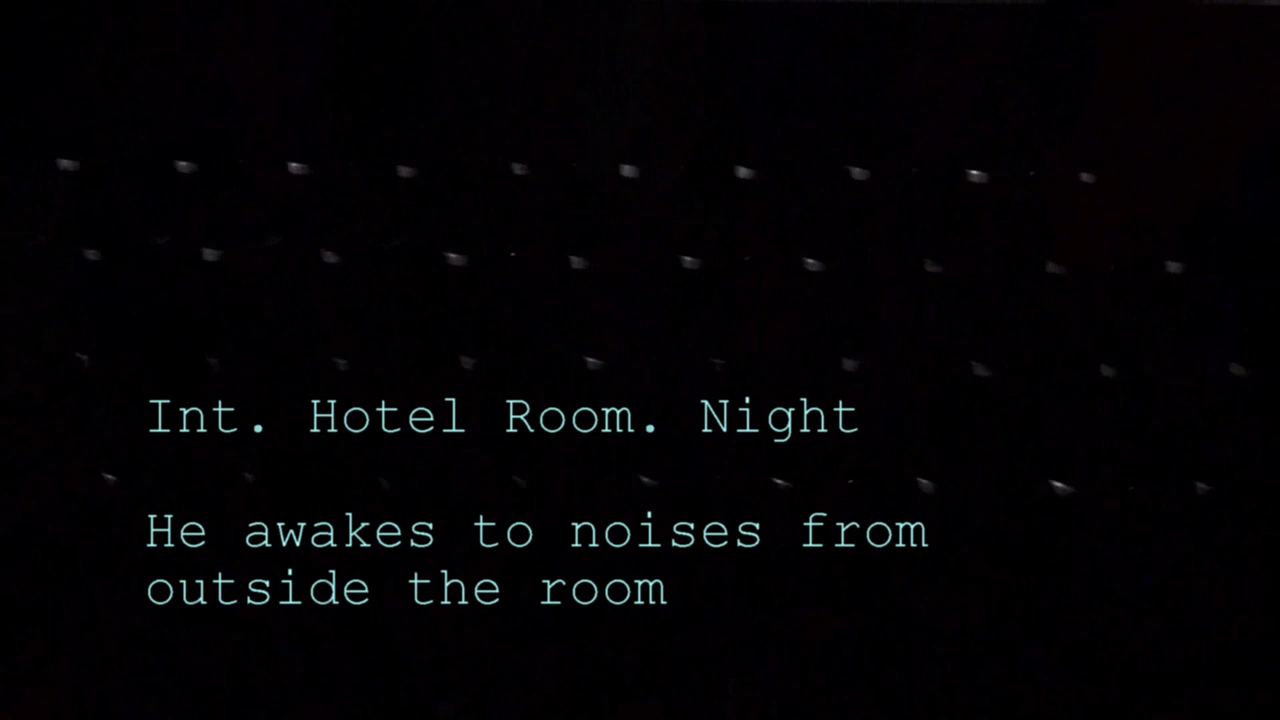 Int. Hotel Room. Night
He awakes to noises from
outside the room